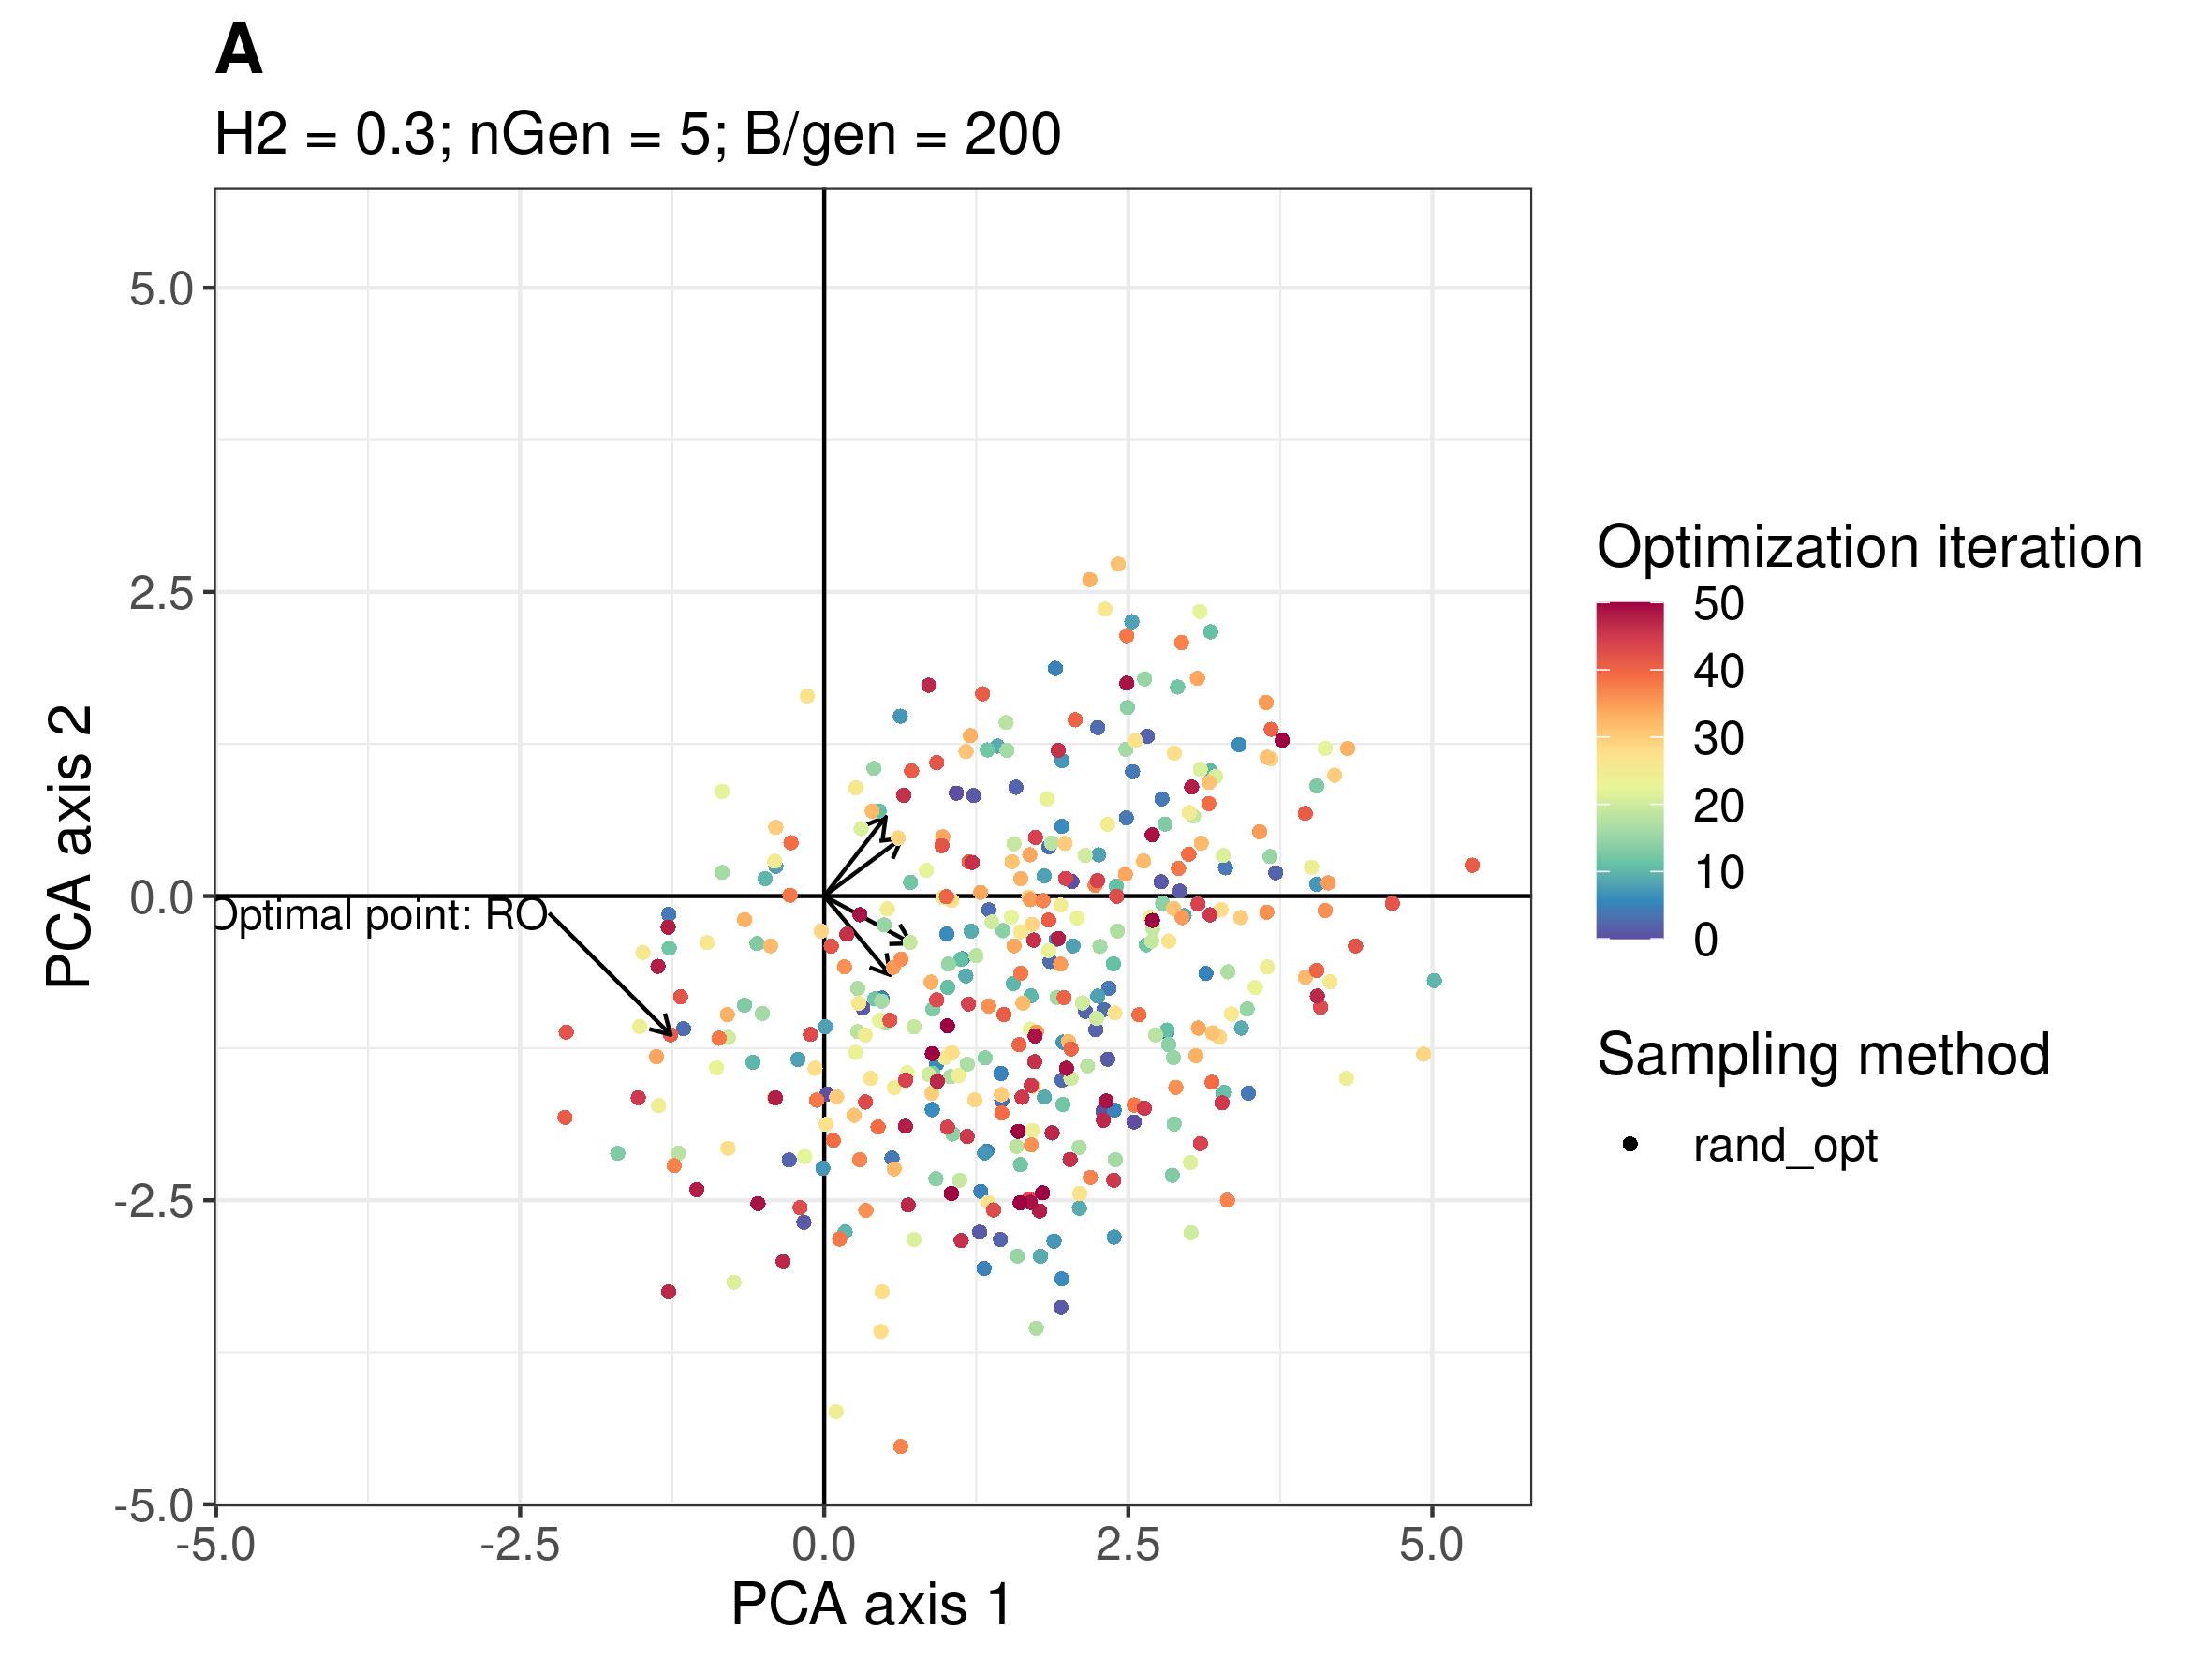 A
H2 = 0.3; nGen = 5; B/gen = 200
PCA axis 2
5.0
2.5
0.0
-2.5
-5.0
Optimal point: RO
-5.0 -2.5 0.0 2.5 5.0
PCA axis 1
Optimization iteration
50
40
30
20
10
0
Sampling method
rand_opt